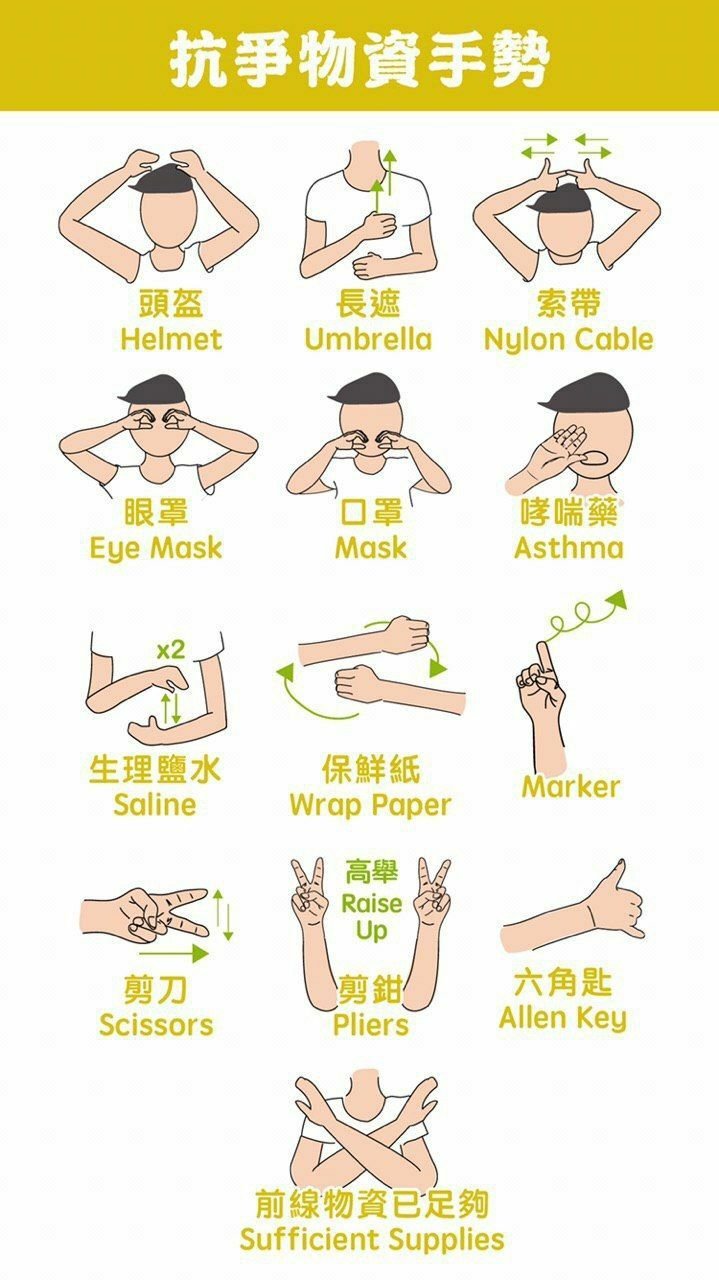 抗爭物資手勢
頭盔
Helmet
長遮
Umbrella
索帶
Nylon Cable
眼罩
Eye Mask
口罩
Mask
哮喘藥
Asthma
x2
生理鹽水
Saline
保鮮紙
Wrap Paper
Marker
剪刀
Scissors
高舉
Raise
Up
剪鉗
Pliers
六角匙
Allen Key
前線物資已足夠
Sufficient Supplies